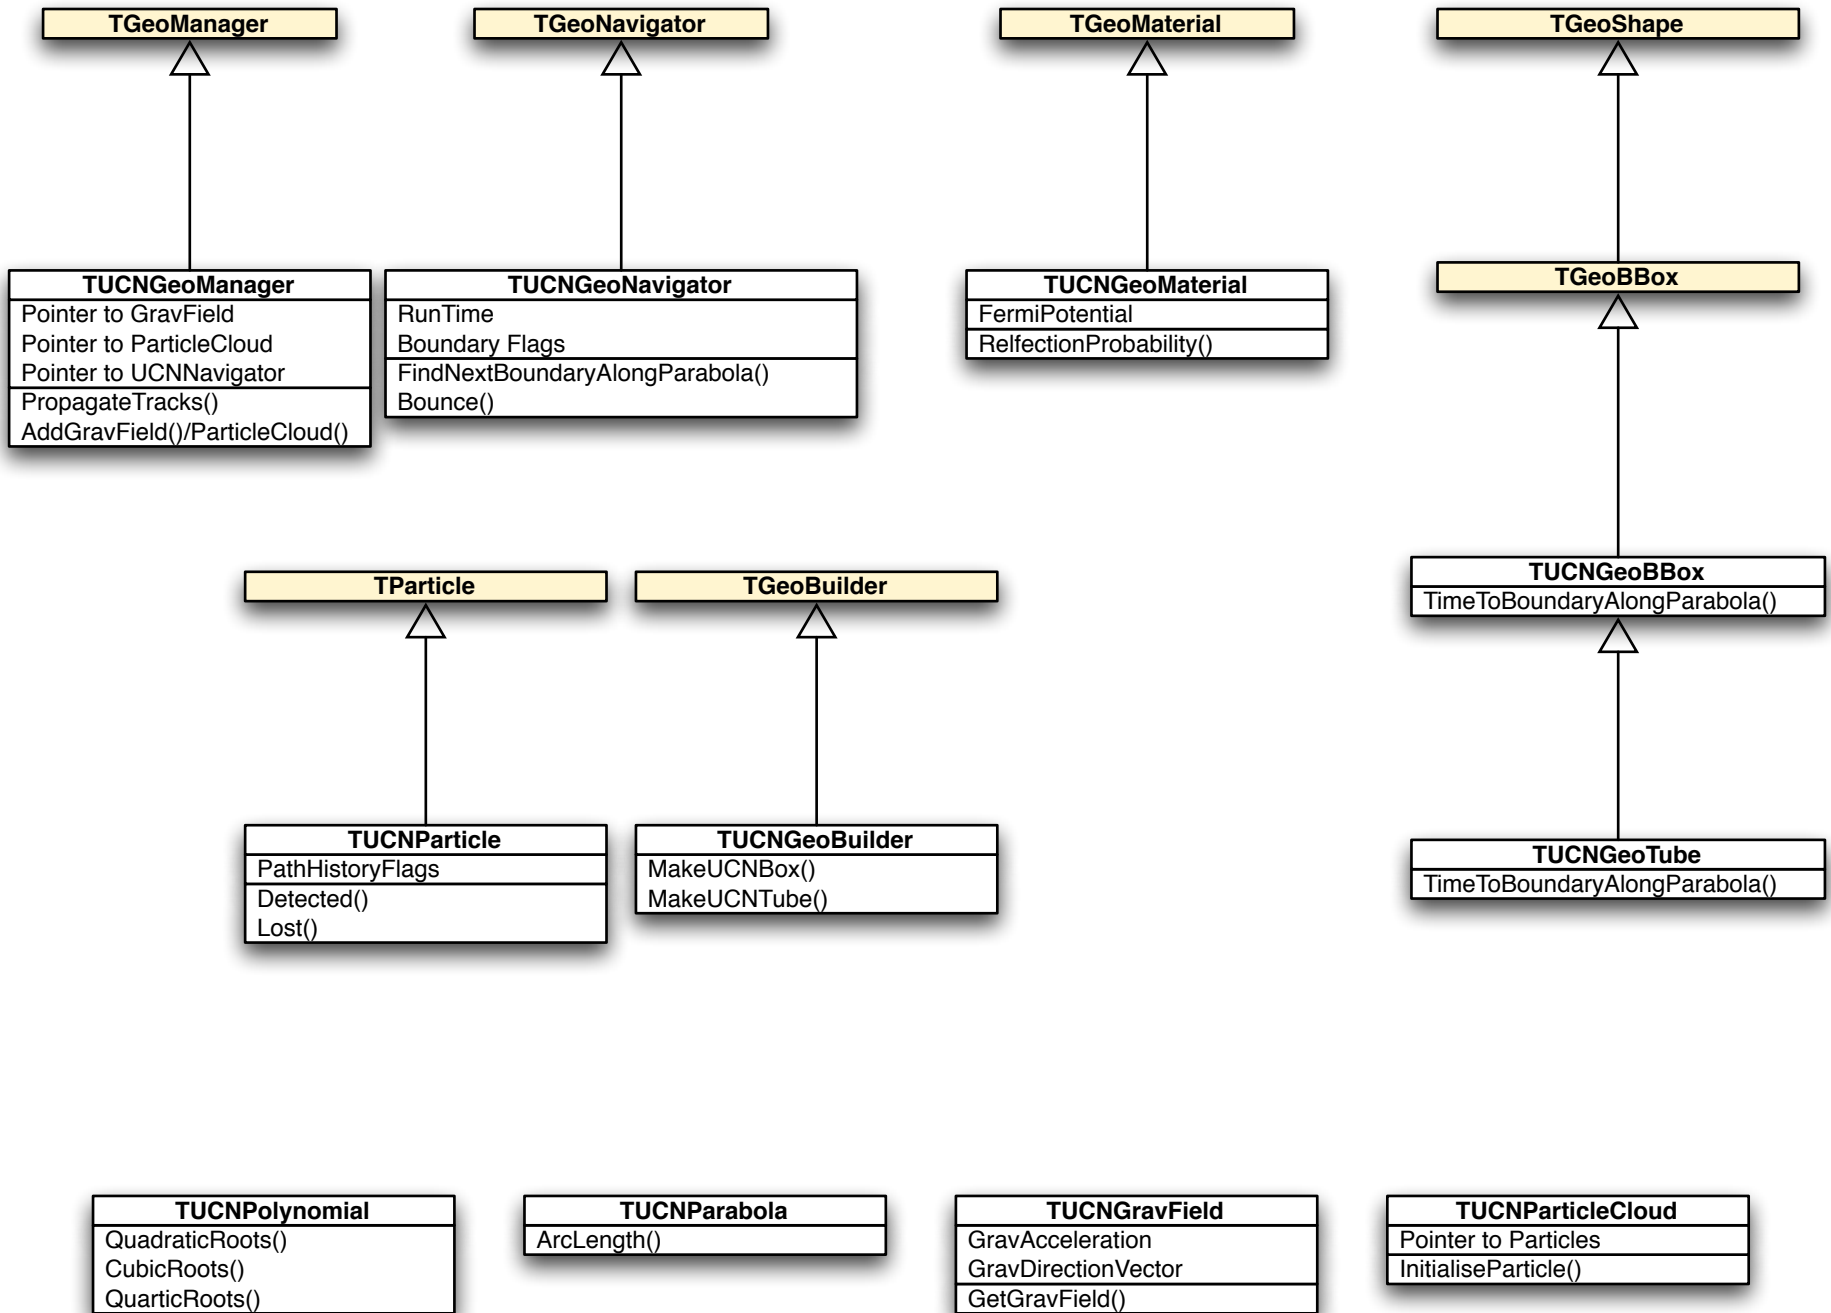 TGeoManager
TGeoNavigator
TGeoMaterial
TGeoShape
TUCNGeoManager
Pointer to GravField
Pointer to ParticleCloud
Pointer to UCNNavigator
PropagateTracks()
AddGravField()/ParticleCloud()
TUCNGeoNavigator
RunTime
Boundary Flags
FindNextBoundaryAlongParabola()
Bounce()
TUCNGeoMaterial
FermiPotential
RelfectionProbability()
TGeoBBox
TUCNGeoBBox
TimeToBoundaryAlongParabola()
TParticle
TGeoBuilder
TUCNParticle
PathHistoryFlags
Detected()
Lost()
TUCNGeoBuilder
MakeUCNBox()
MakeUCNTube()
TUCNGeoTube
TimeToBoundaryAlongParabola()
TUCNPolynomial
QuadraticRoots()
CubicRoots()
QuarticRoots()
TUCNParabola
ArcLength()
TUCNGravField
GravAcceleration
GravDirectionVector
GetGravField()
TUCNParticleCloud
Pointer to Particles
InitialiseParticle()